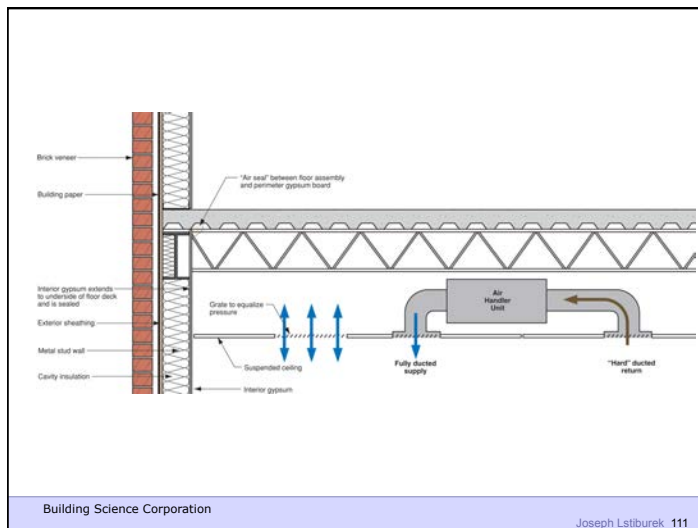 Brick veneer
Building paper
"Air seal" between floor assembly
and perimeter gypsum board
Interior gypsum extends
to underside of floor deck
and is sealed
Exterior sheathing
Metal stud wall
Cavity insulation
Grate to equalize
pressure
Suspended ceiling
Interior gypsum
Air
Handler
Unit
Fully ducted
supply
"Hard" ducted
return
Building Science Corporation
Joseph Lstiburek 111